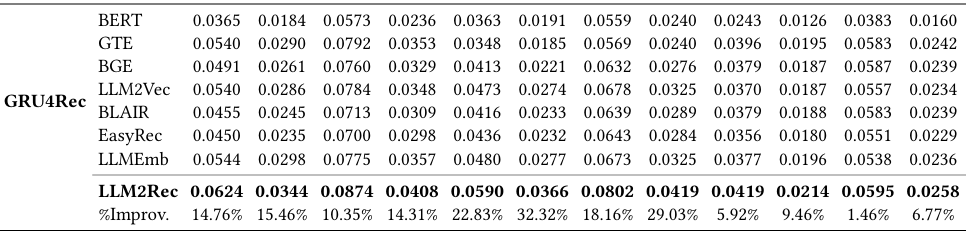 BERT 0.0365 0.0184 0.0573 0.0236 0.0363 0.0191 0.0559 0.0240 0.0243 0.0126 0.0383 0.0160
GTE 0.0540 0.0290 0.0792 0.0353 0.0348 0.0185 0.0569 0.0240 0.0396 0.0195 0.0583 0.0242
BGE 0.0491 0.0261 0.0760 0.0329 0.0413 0.0221 0.0632 0.0276 0.0379 0.0187 0.0587 0.0239
LLM2Vec 0.0540 0.0286 0.0784 0.0348 0.0473 0.0274 0.0678 0.0325 0.0370 0.0187 0.0557 0.0234
GRU4Rec
BLAIR 0.0455 0.0245 0.0713 0.0309 0.0416 0.0233 0.0639 0.0289 0.0379 0.0188 0.0583 0.0239
EasyRec 0.0450 0.0235 0.0700 0.0298 0.0436 0.0232 0.0643 0.0284 0.0356 0.0180 0.0551 0.0229
LLMEmb 0.0544 0.0298 0.0775 0.0357 0.0480 0.0277 0.0673 0.0325 0.0377 0.0196 0.0538 0.0236
LLM2Rec 0.0624 0.0344 0.0874 0.0408 0.0590 0.0366 0.0802 0.0419 0.0419 0.0214 0.0595 0.0258
%Improv. 14.76% 15.46% 10.35% 14.31% 22.83% 32.32% 18.16% 29.03% 5.92% 9.46% 1.46% 6.77%